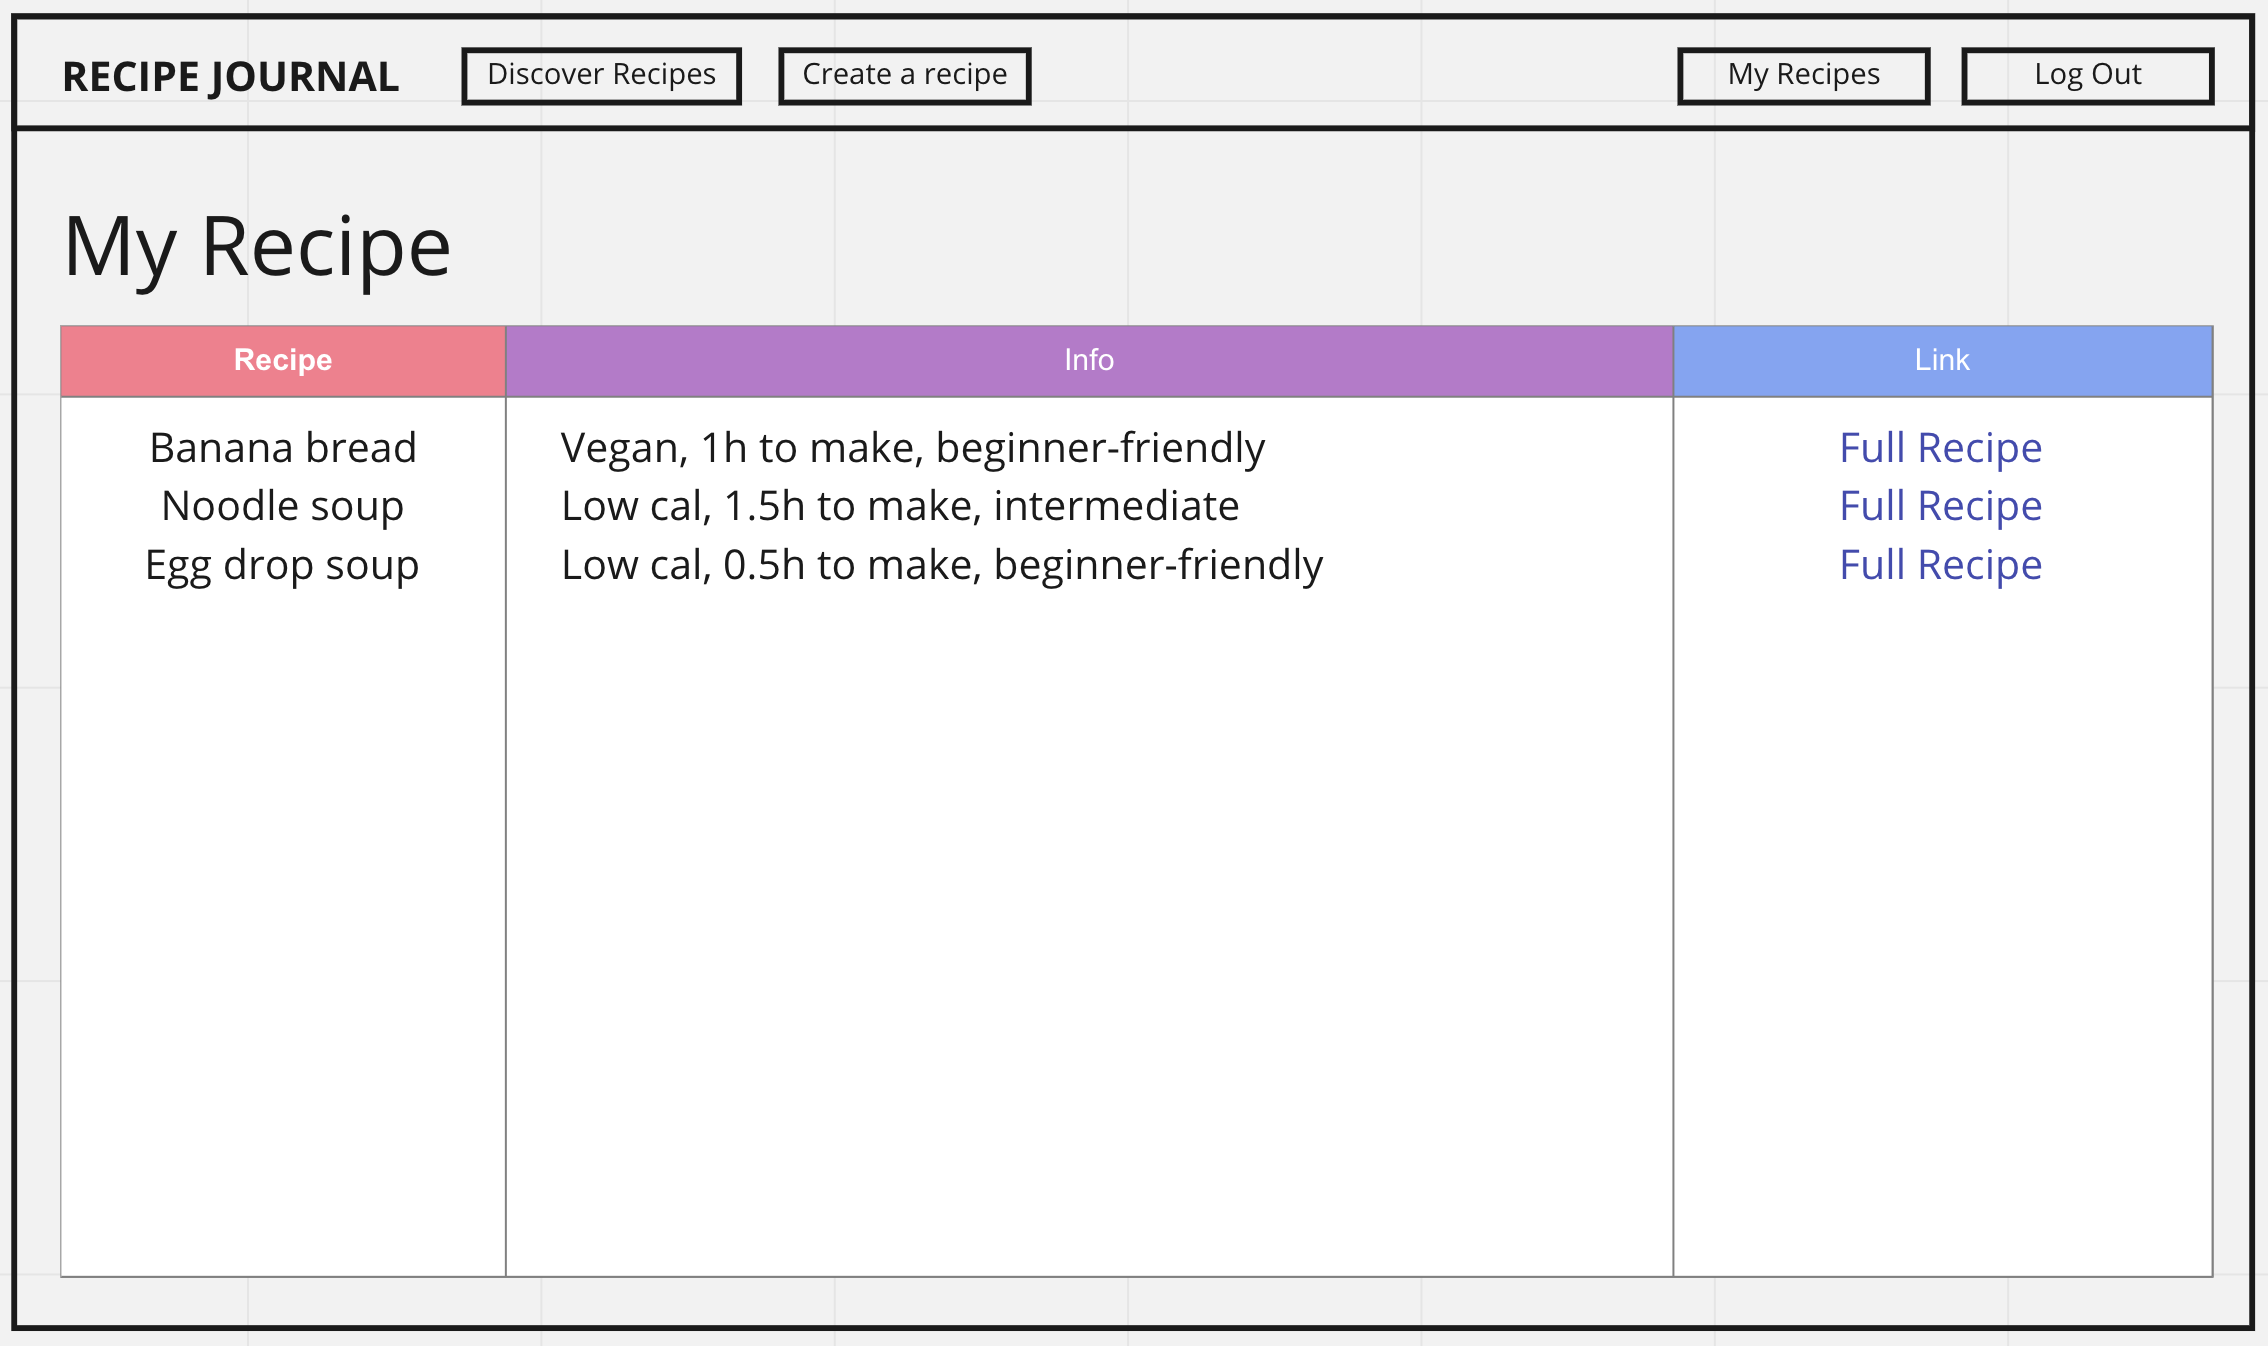 RECIPE JOURNAL Discover Recipes Create a recipe My Recipes Log Out
My Recipe
Recipe Info Link
Banana bread Vegan, 1h to make, beginner-friendly Full Recipe
Noodle soup Low cal, 1.5h to make, intermediate Full Recipe
Egg drop soup Low cal, 0.5h to make, beginner-friendly Full Recipe